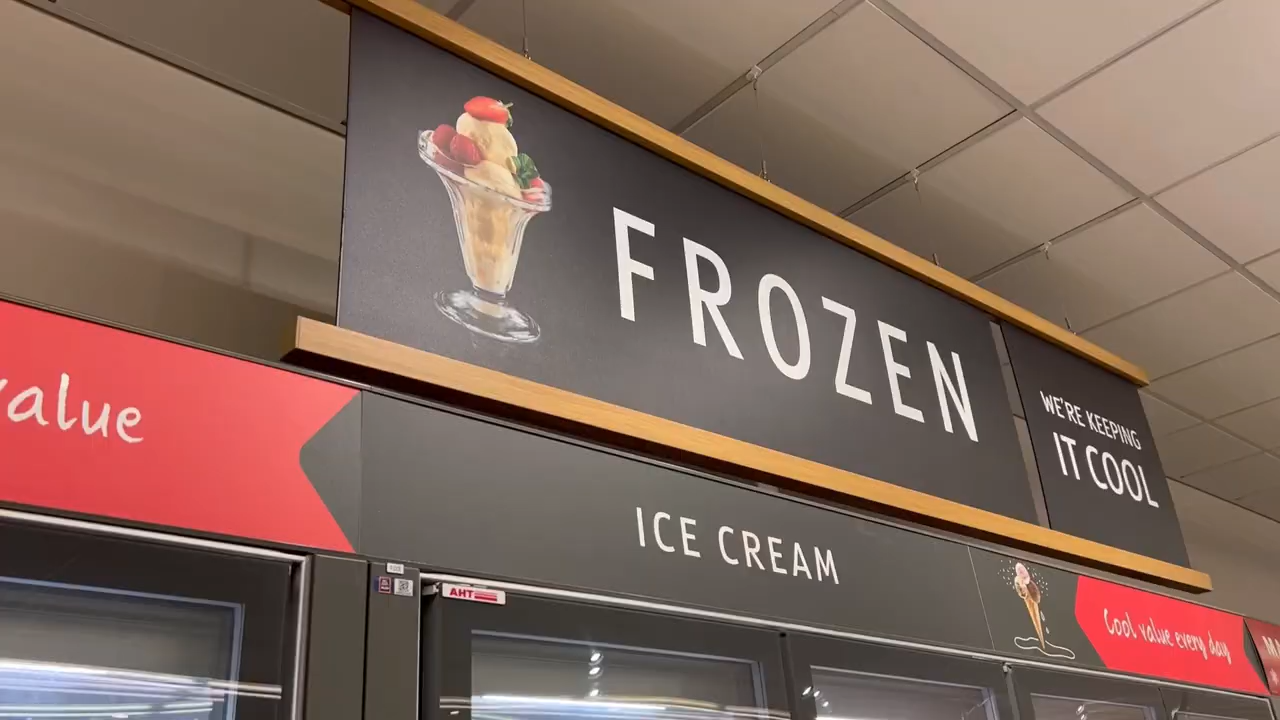 FROZEN
WE'RE KEEPING
IT COOL
value
ICE CREAM
AHT
Cool value every day